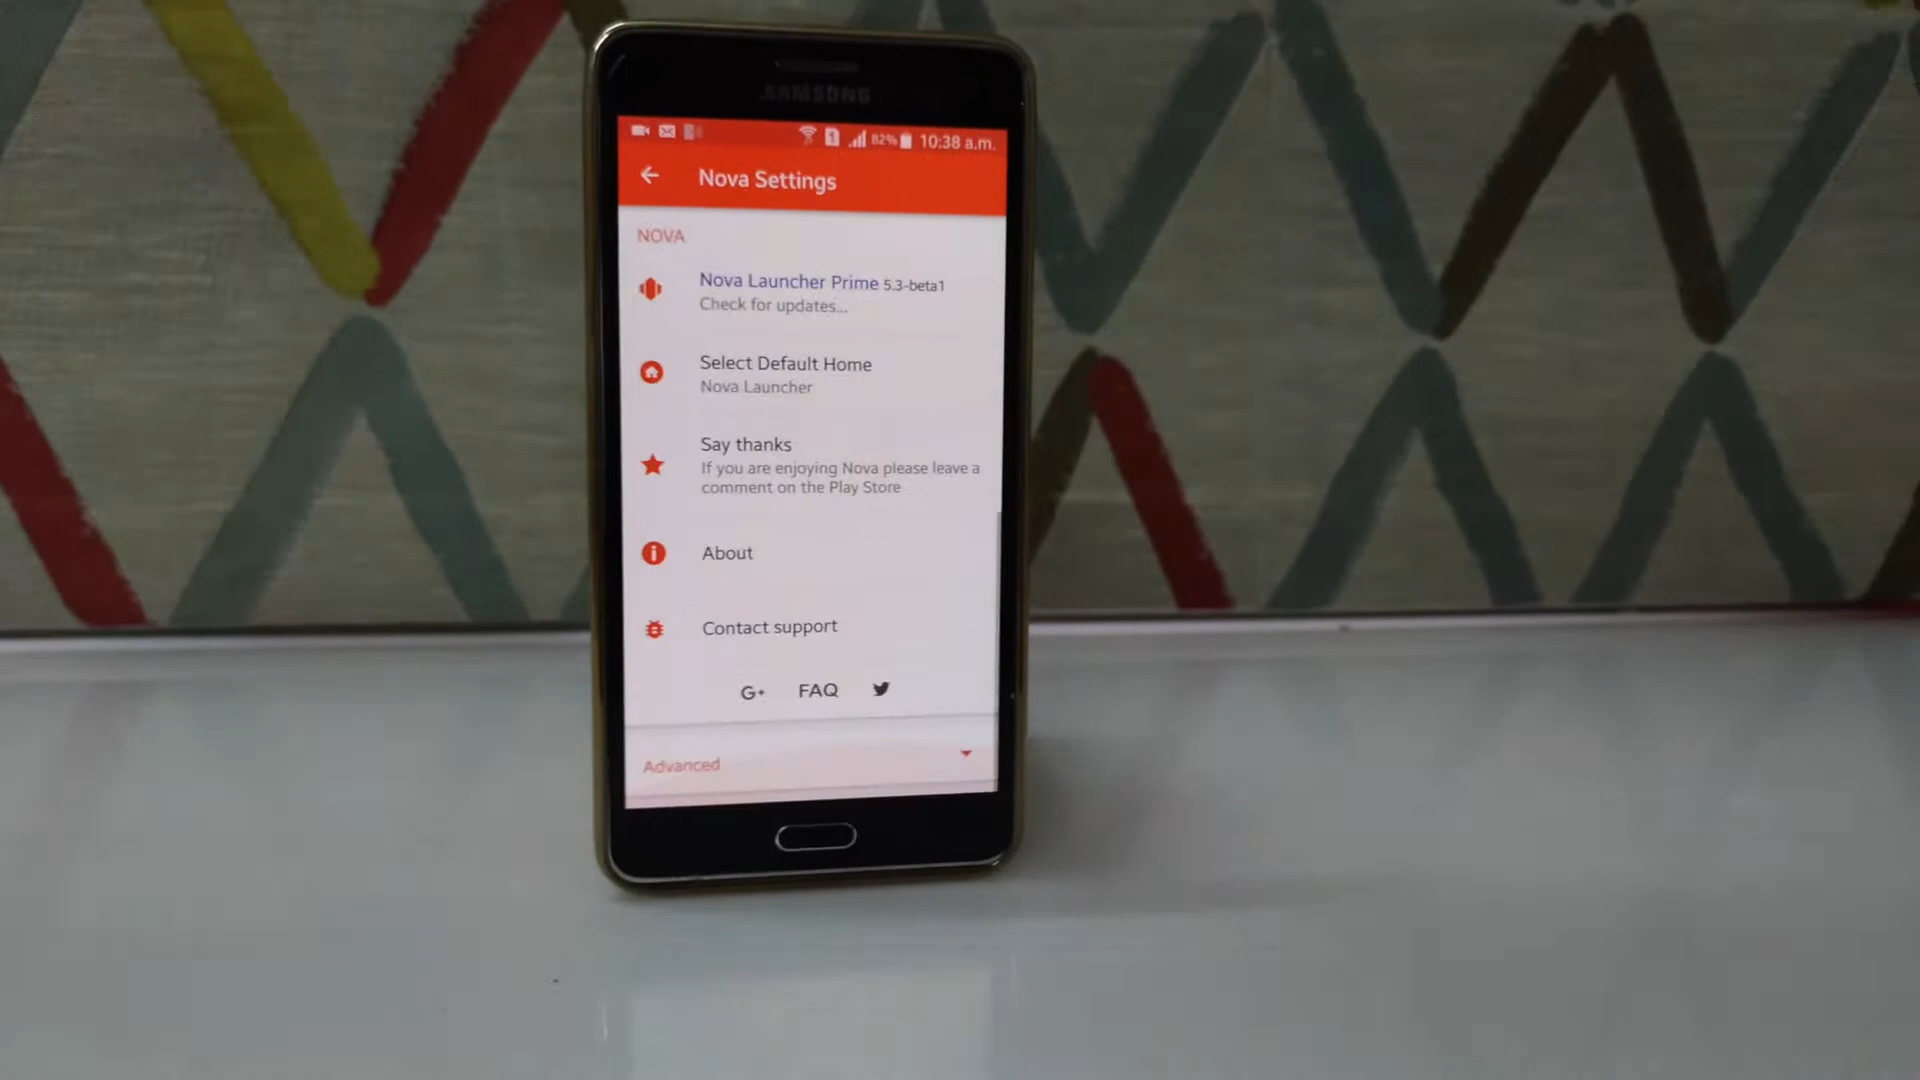 SAMSUNG
1 82% 10:38 a.m.
Nova Settings
NOVA
Nova Launcher Prime 5.3-beta1
Check for updates...
Select Default Home
Nova Launcher
Say thanks
If you are enjoying Nova please leave a
comment on the Play Store
About
Contact support
G+ FAQ
Advanced